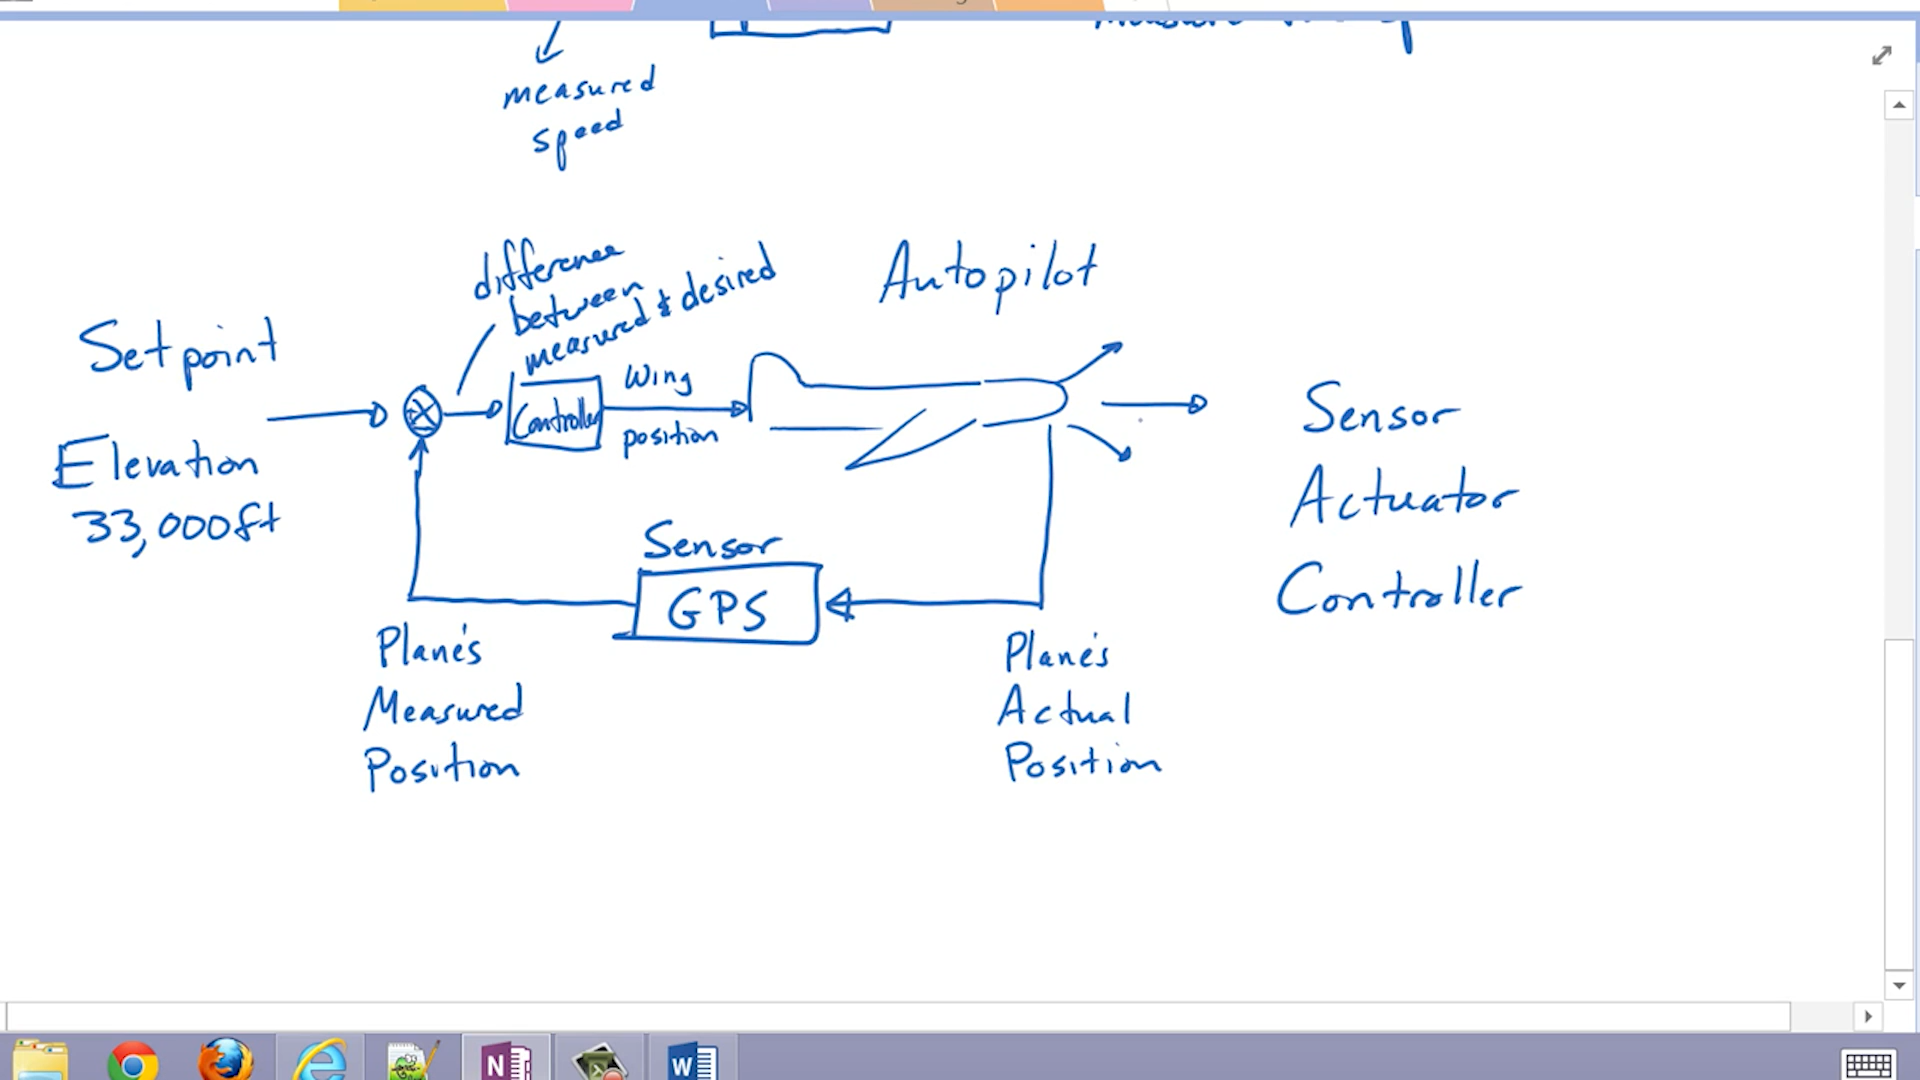 measured
speed
difference
between
measured & desired
Autopilot
Setpoint
Elevation
33,000ft
Controller
Wing
position
Sensor
Actuator
Controller
Sensor
GPS
Plane's
Measured
Position
Plane's
Actual
Position
N
W